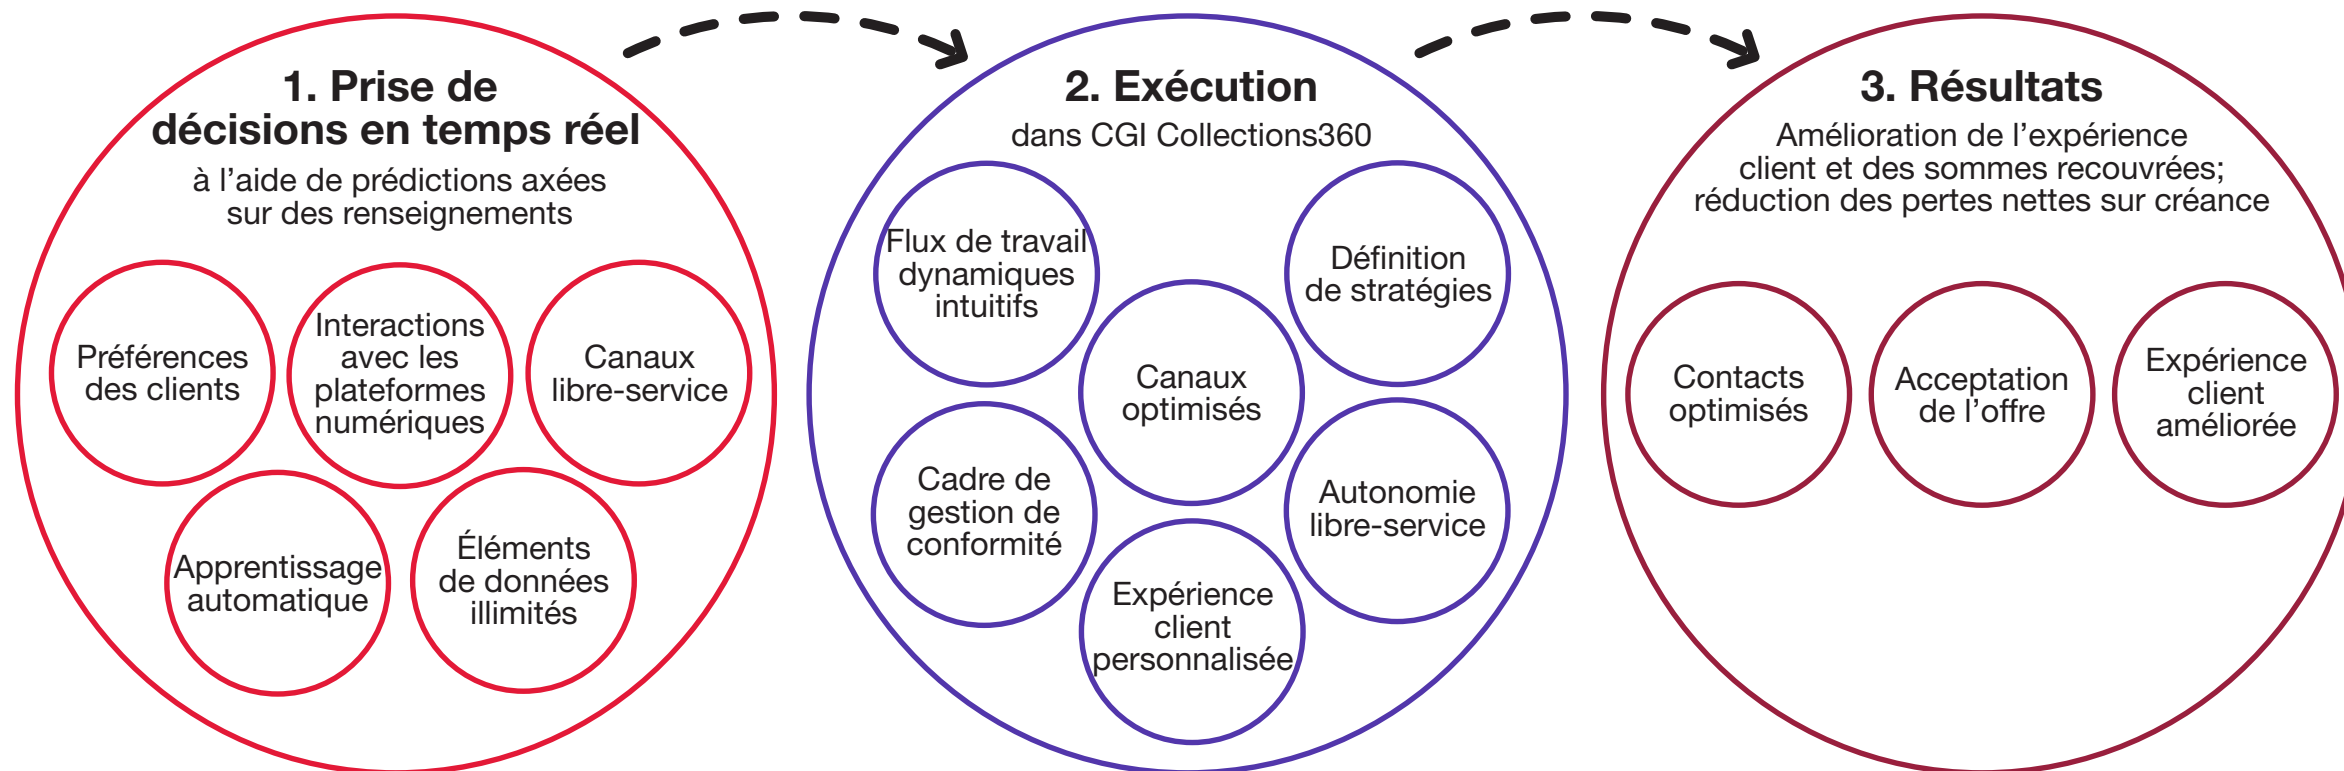 1. Prise de
décisions en temps réel
à l’aide de prédictions axées
sur des renseignements
Préférences
des clients
Interactions
avec les
plateformes
numériques
Canaux
libre-service
Apprentissage
automatique
Éléments
de données
illimités
2. Exécution
dans CGI Collections360
Flux de travail
dynamiques
intuitifs
Définition
de stratégies
Canaux
optimisés
Cadre de
gestion de
conformité
Autonomie
libre-service
Expérience
client
personnalisée
3. Résultats
Amélioration de l’expérience
client et des sommes recouvrées;
réduction des pertes nettes sur créance
Contacts
optimisés
Acceptation
de l’offre
Expérience
client
améliorée